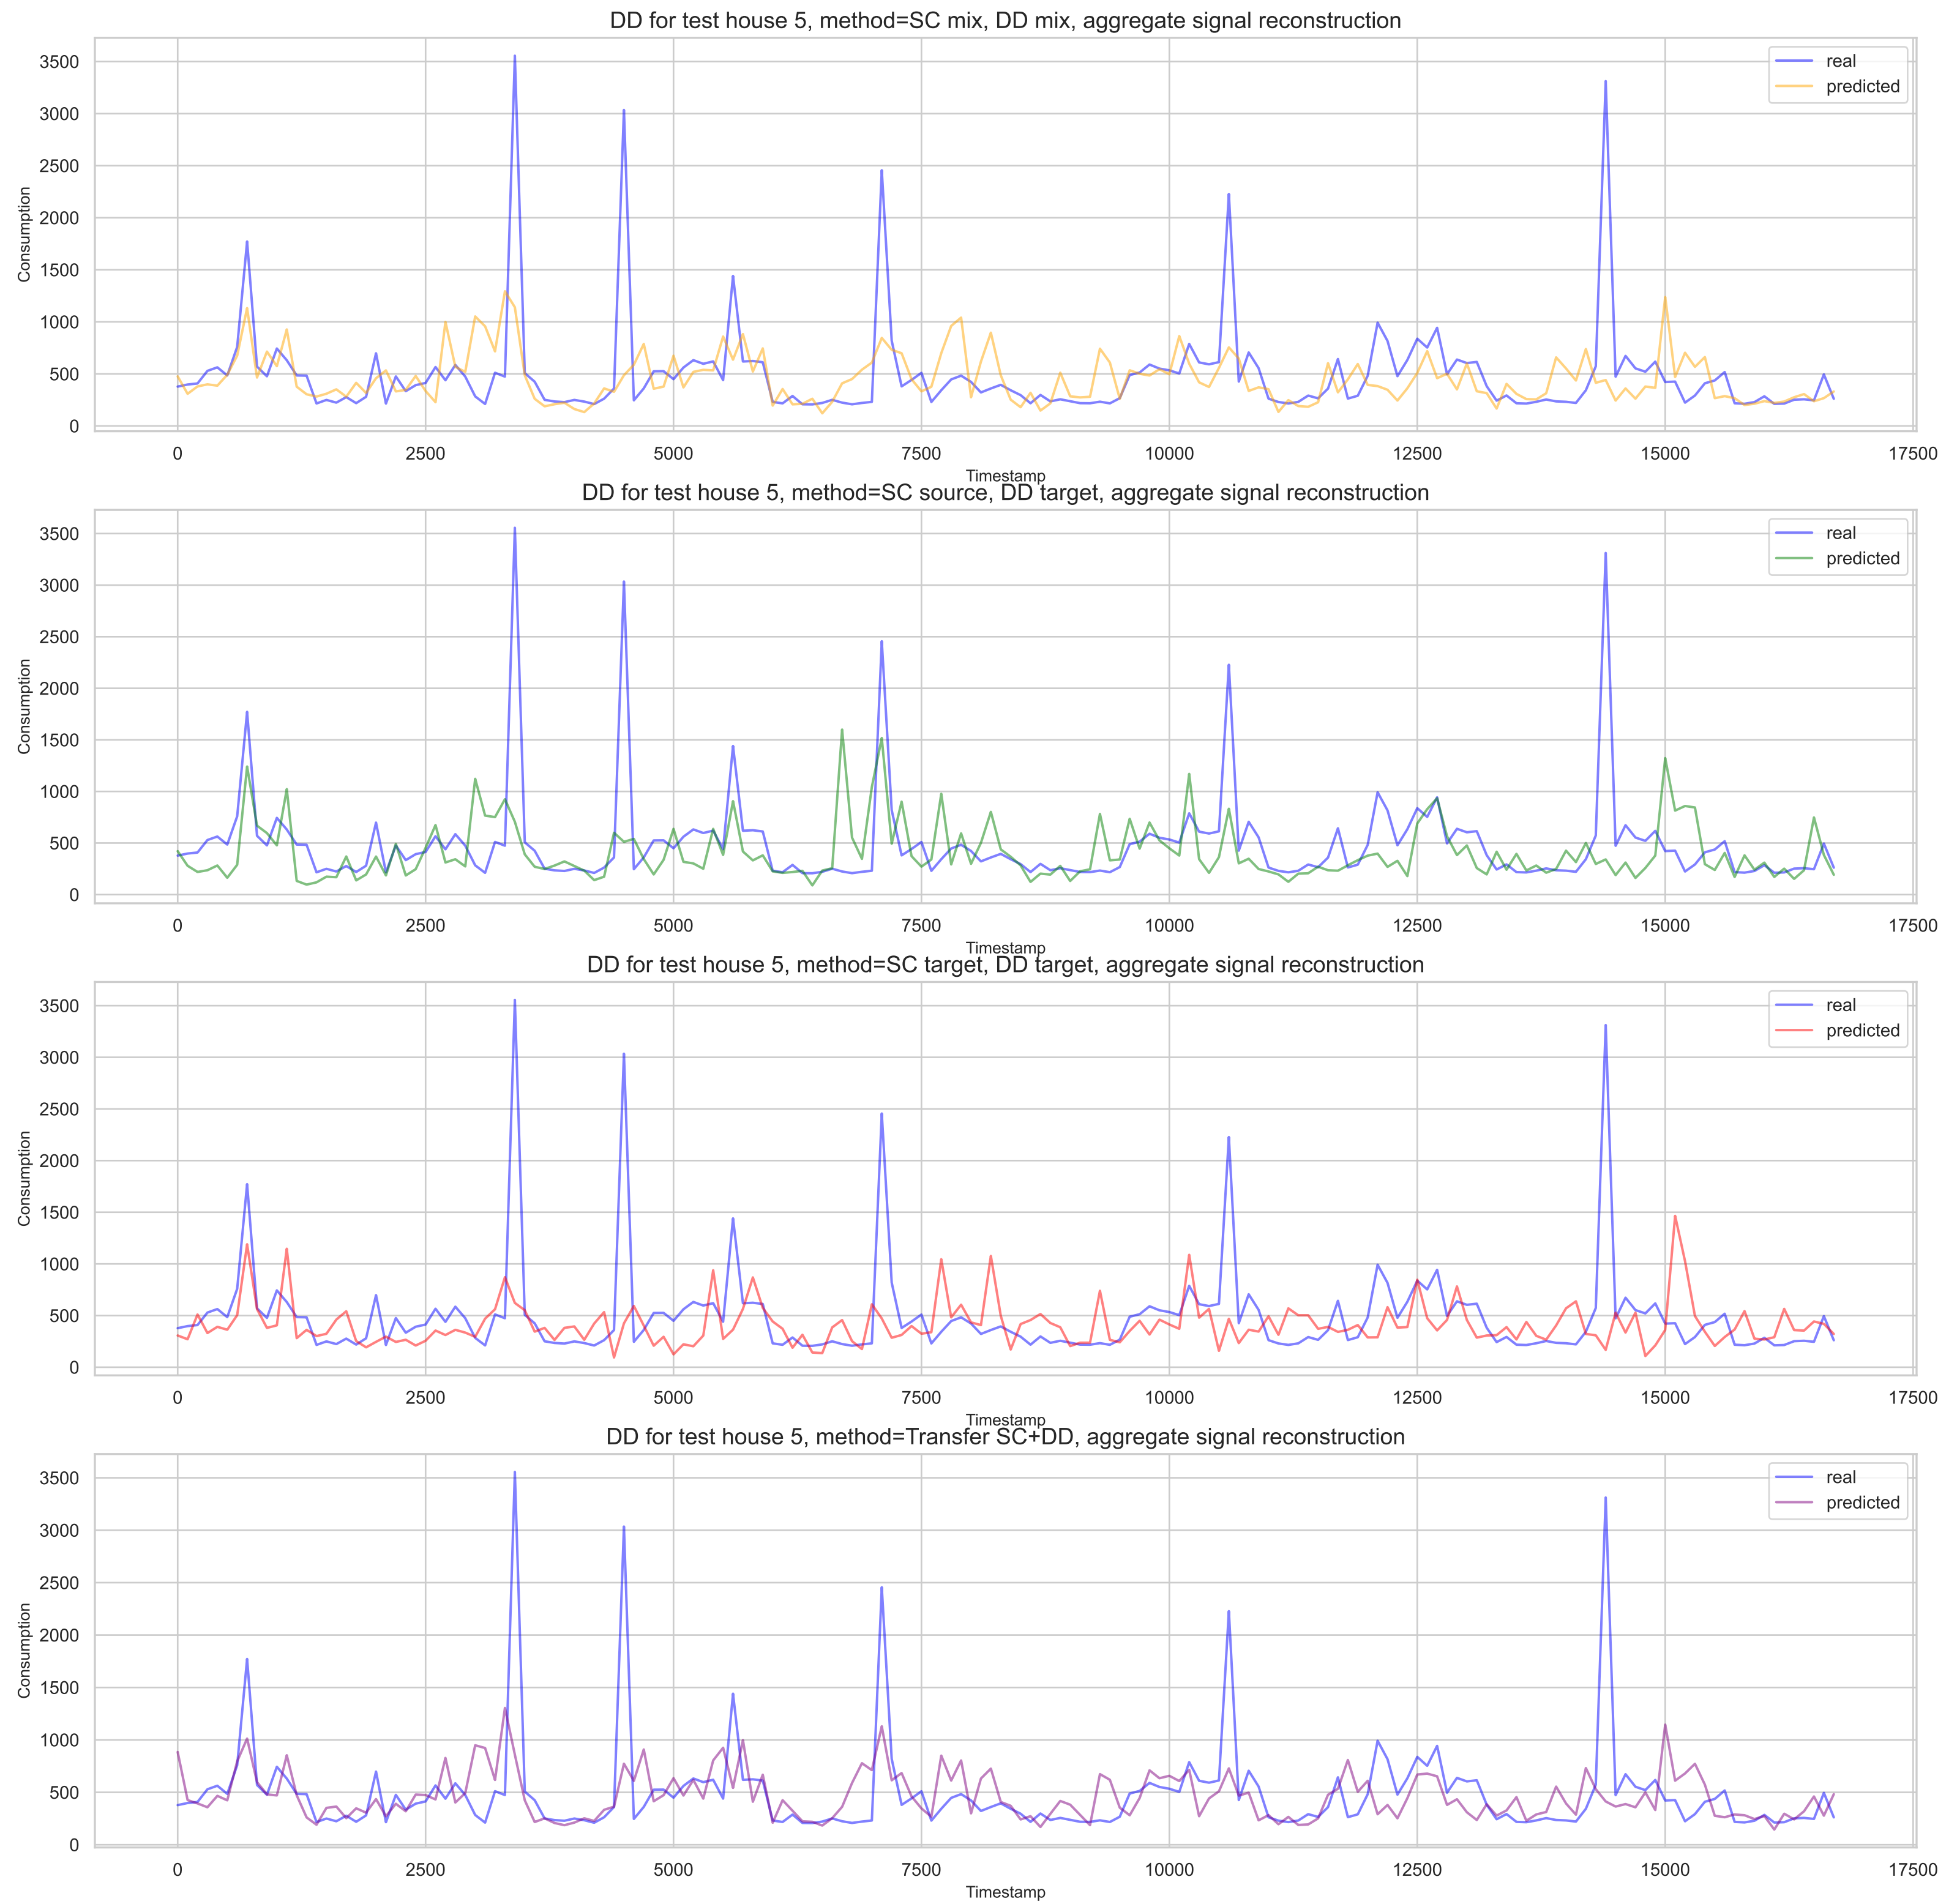 DD for test house 5, method=SC mix, DD mix, aggregate signal reconstruction
3500
3000
2500
2000
1500
1000
500
0
Consumption
real
predicted
0 2500 5000 7500 10000 12500 15000 17500
Timestamp
DD for test house 5, method=SC source, DD target, aggregate signal reconstruction
3500
3000
2500
2000
1500
1000
500
0
Consumption
real
predicted
0 2500 5000 7500 10000 12500 15000 17500
Timestamp
DD for test house 5, method=SC target, DD target, aggregate signal reconstruction
3500
3000
2500
2000
1500
1000
500
0
Consumption
real
predicted
0 2500 5000 7500 10000 12500 15000 17500
Timestamp
DD for test house 5, method=Transfer SC+DD, aggregate signal reconstruction
3500
3000
2500
2000
1500
1000
500
0
Consumption
real
predicted
0 2500 5000 7500 10000 12500 15000 17500
Timestamp